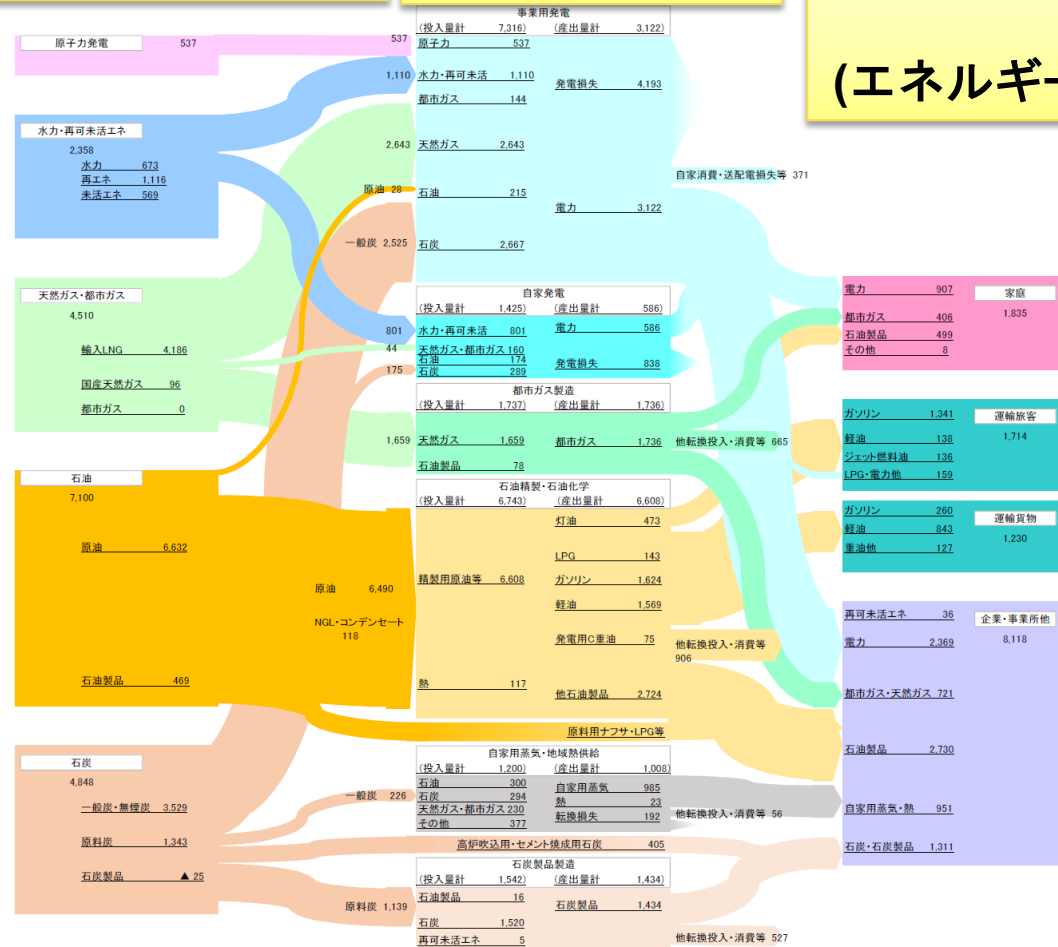 (エネルギー
原子力発電 537
水力・再可未活エネ
2,358
水力 673
再エネ 1,116
未活エネ 569
天然ガス・都市ガス
4,510
輸入LNG 4,186
国産天然ガス 96
都市ガス 0
石油
7,100
原油 6,632
石油製品 469
石炭
4,848
一般炭・無煙炭 3,529
原料炭 1,343
石炭製品 ▲ 25
537
1,110
2,643
原油 28
一般炭 2,525
801
44
175
1,659
原油 6,490
NGL・コンデンセート
118
一般炭 226
原料炭 1,139
事業用発電
(投入量計 7,316) (産出量計 3,122)
原子力 537
水力・再可未活 1,110
発電損失 4,193
都市ガス 144
天然ガス 2,643
石油 215
電力 3,122
石炭 2,667
自家発電
(投入量計 1,425) (産出量計 586)
水力・再可未活 801 電力 586
天然ガス・都市ガス 160
石油 174 発電損失 838
石炭 289
都市ガス製造
(投入量計 1,737) (産出量計 1,736)
天然ガス 1,659 都市ガス 1,736
石油製品 78
石油精製・石油化学
(投入量計 6,743) (産出量計 6,608)
灯油 473
LPG 143
精製用原油等 6,608 ガソリン 1,624
軽油 1,569
発電用C重油 75
熱 117 他石油製品 2,724
原料用ナフサ・LPG等
自家用蒸気・地域熱供給
(投入量計 1,200) (産出量計 1,008)
石油 300 自家用蒸気 985
石炭 294 熱 23
天然ガス・都市ガス 230 転換損失 192
その他 377
高炉吹込用・セメント焼成用石炭 405
石炭製品製造
(投入量計 1,542) (産出量計 1,434)
石油製品 16 石炭製品 1,434
石炭 1,520
再可未活エネ 5
自家消費・送配電損失等 371
他転換投入・消費等 665
他転換投入・消費等
906
他転換投入・消費等 56
他転換投入・消費等 527
電力 907 家庭
都市ガス 406 1,835
石油製品 499
その他 8
ガソリン 1,341 運輸旅客
軽油 138 1,714
ジェット燃料油 136
LPG・電力他 159
ガソリン 260 運輸貨物
軽油 843 1,230
重油他 127
再可未活エネ 36 企業・事業所他
電力 2,369 8,118
都市ガス・天然ガス 721
石油製品 2,730
自家用蒸気・熱 951
石炭・石炭製品 1,311